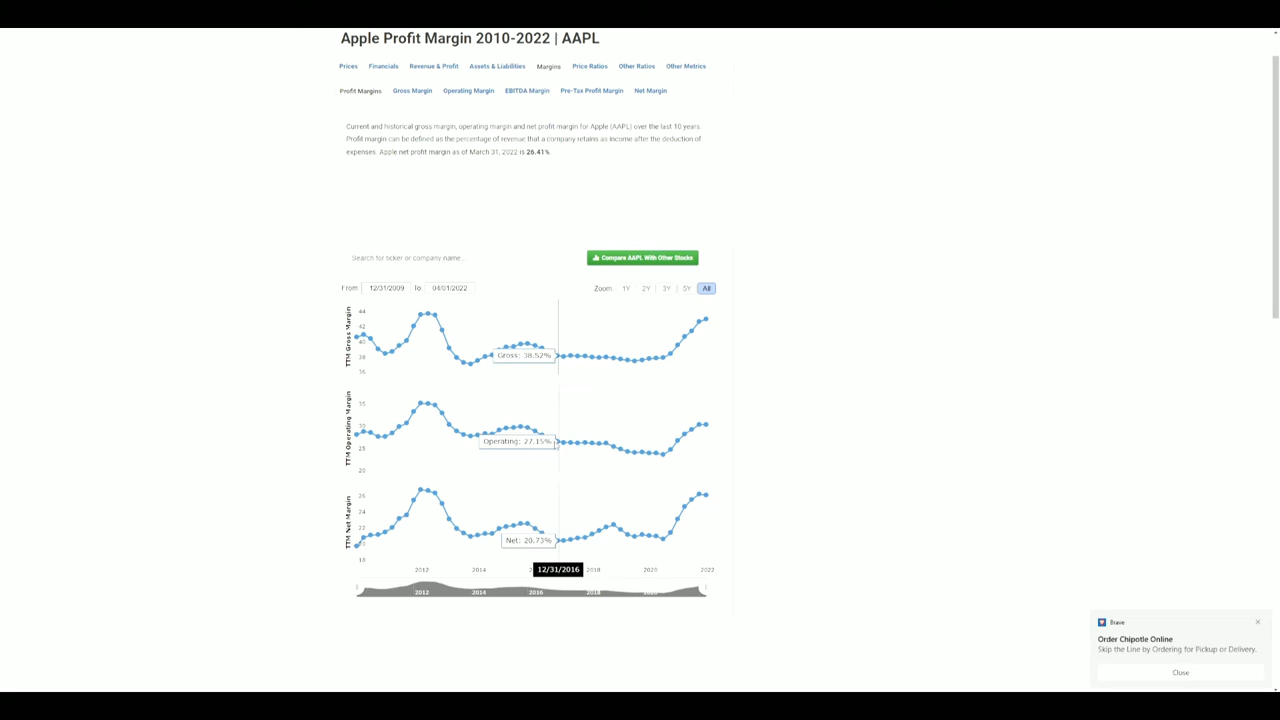 Apple Profit Margin 2010-2022 | AAPL
Prices Financials Revenue & Profit Assets & Liabilities Margins Price Ratios Other Ratios Other Metrics
Profit Margins Gross Margin Operating Margin EBITDA Margin Pre-Tax Profit Margin Net Margin
Current and historical gross margin, operating margin and net profit margin for Apple (AAPL) over the last 10 years.
Profit margin can be defined as the percentage of revenue that a company retains as income after the deduction of
expenses. Apple net profit margin as of March 31, 2022 is 26.41%.
Search for ticker or company name...
Compare AAPL With Other Stocks
From 12/31/2009 To 04/01/2022
Zoom: 1Y 2Y 3Y 5Y All
TTM Gross Margin
44
42
40
38
36
Gross: 38.52%
TTM Operating Margin
35
30
25
20
Operating: 27.15%
TTM Net Margin
26
24
22
20
18
Net: 20.73%
2012 2014 12/31/2016 2018 2020 2022
2012 2014 2016 2018 2020
Brave
Order Chipotle Online
Skip the Line by Ordering for Pickup or Delivery.
Close